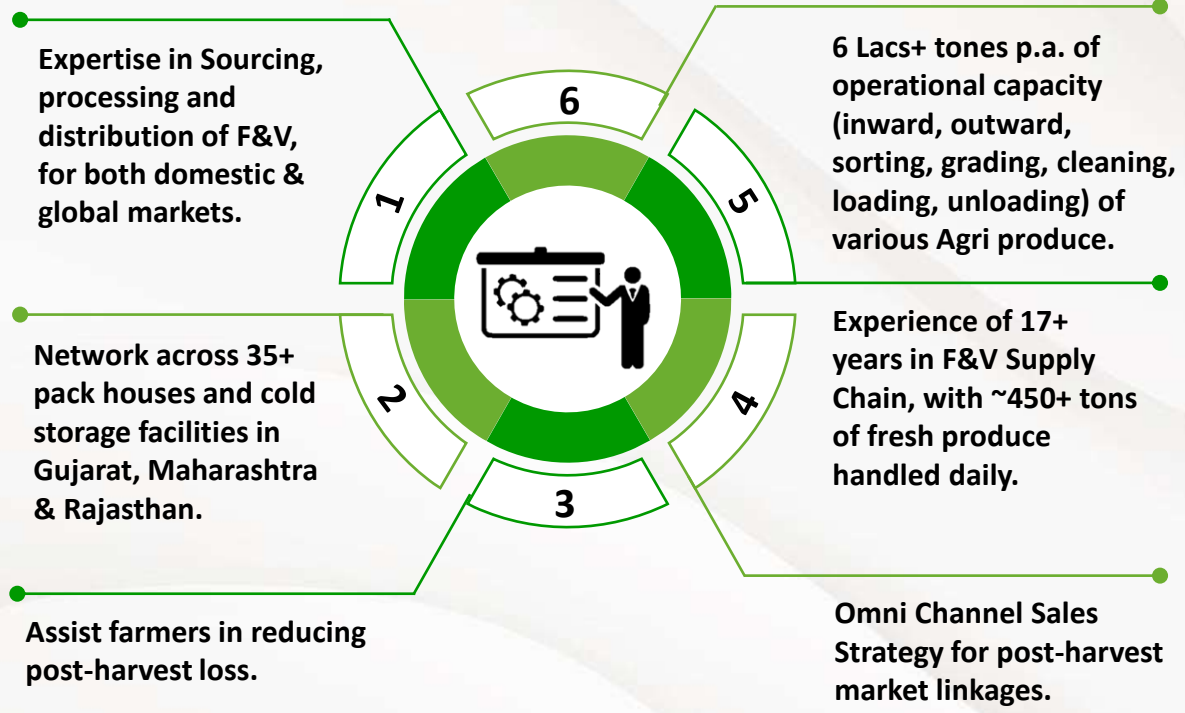 Expertise in Sourcing,
processing and
distribution of F&V,
for both domestic &
global markets.
1
Network across 35+
pack houses and cold
storage facilities in
Gujarat, Maharashtra
& Rajasthan.
2
Assist farmers in reducing
post-harvest loss.
3
Omni Channel Sales
Strategy for post-harvest
market linkages.
4
Experience of 17+
years in F&V Supply
Chain, with ~450+ tons
of fresh produce
handled daily.
5
6 Lacs+ tones p.a. of
operational capacity
(inward, outward,
sorting, grading, cleaning,
loading, unloading) of
various Agri produce.
6